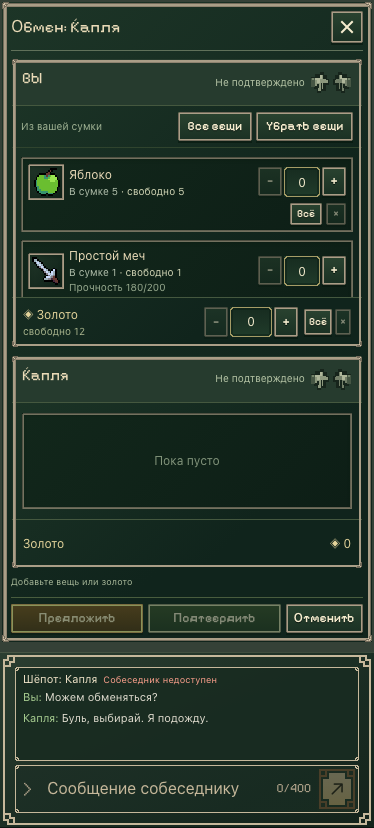 Обмен: Капля
Вы
Не подтверждено
Из вашей сумки
Все вещи
Убрать вещи
Яблоко
В сумке 5 · свободно 5
- 0 +
Всё ×
Простой меч
В сумке 1 · свободно 1
Прочность 180/200
- 0 +
Золото
свободно 12
- 0 + Всё ×
Капля
Не подтверждено
Пока пусто
Золото
0
Добавьте вещь или золото
Предложить
Подтвердить
Отменить
Шёпот: Капля Собеседник недоступен
Вы: Можем обменяться?
Капля: Буль, выбирай. Я подожду.
Сообщение собеседнику
0/400